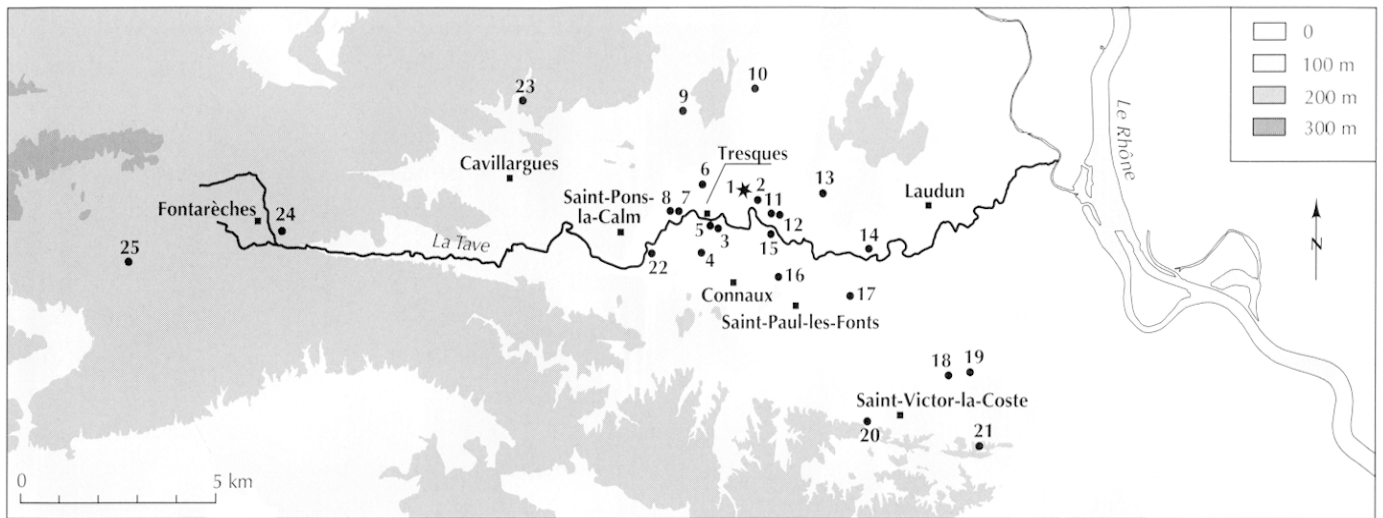 0
100 m
200 m
300 m
Le Rhône
10
23
9
Tresques
Cavillargues
6
1
2
13
Laudun
Saint-Pons-
la-Calm
8
7
11
12
Fontarèches
24
5
3
15
14
N
La Tave
25
22
4
16
Connaux
17
Saint-Paul-les-Fonts
18
19
Saint-Victor-la-Coste
20
21
0
5 km